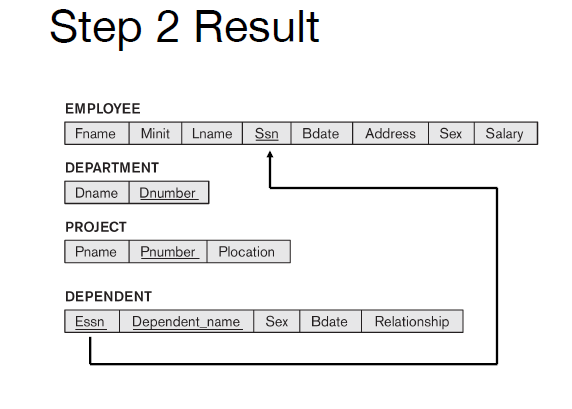 Step 2 Result
EMPLOYEE
Fname Minit Lname Ssn Bdate Address Sex Salary
DEPARTMENT
Dname Dnumber
PROJECT
Pname Pnumber Plocation
DEPENDENT
Essn Dependent_name Sex Bdate Relationship